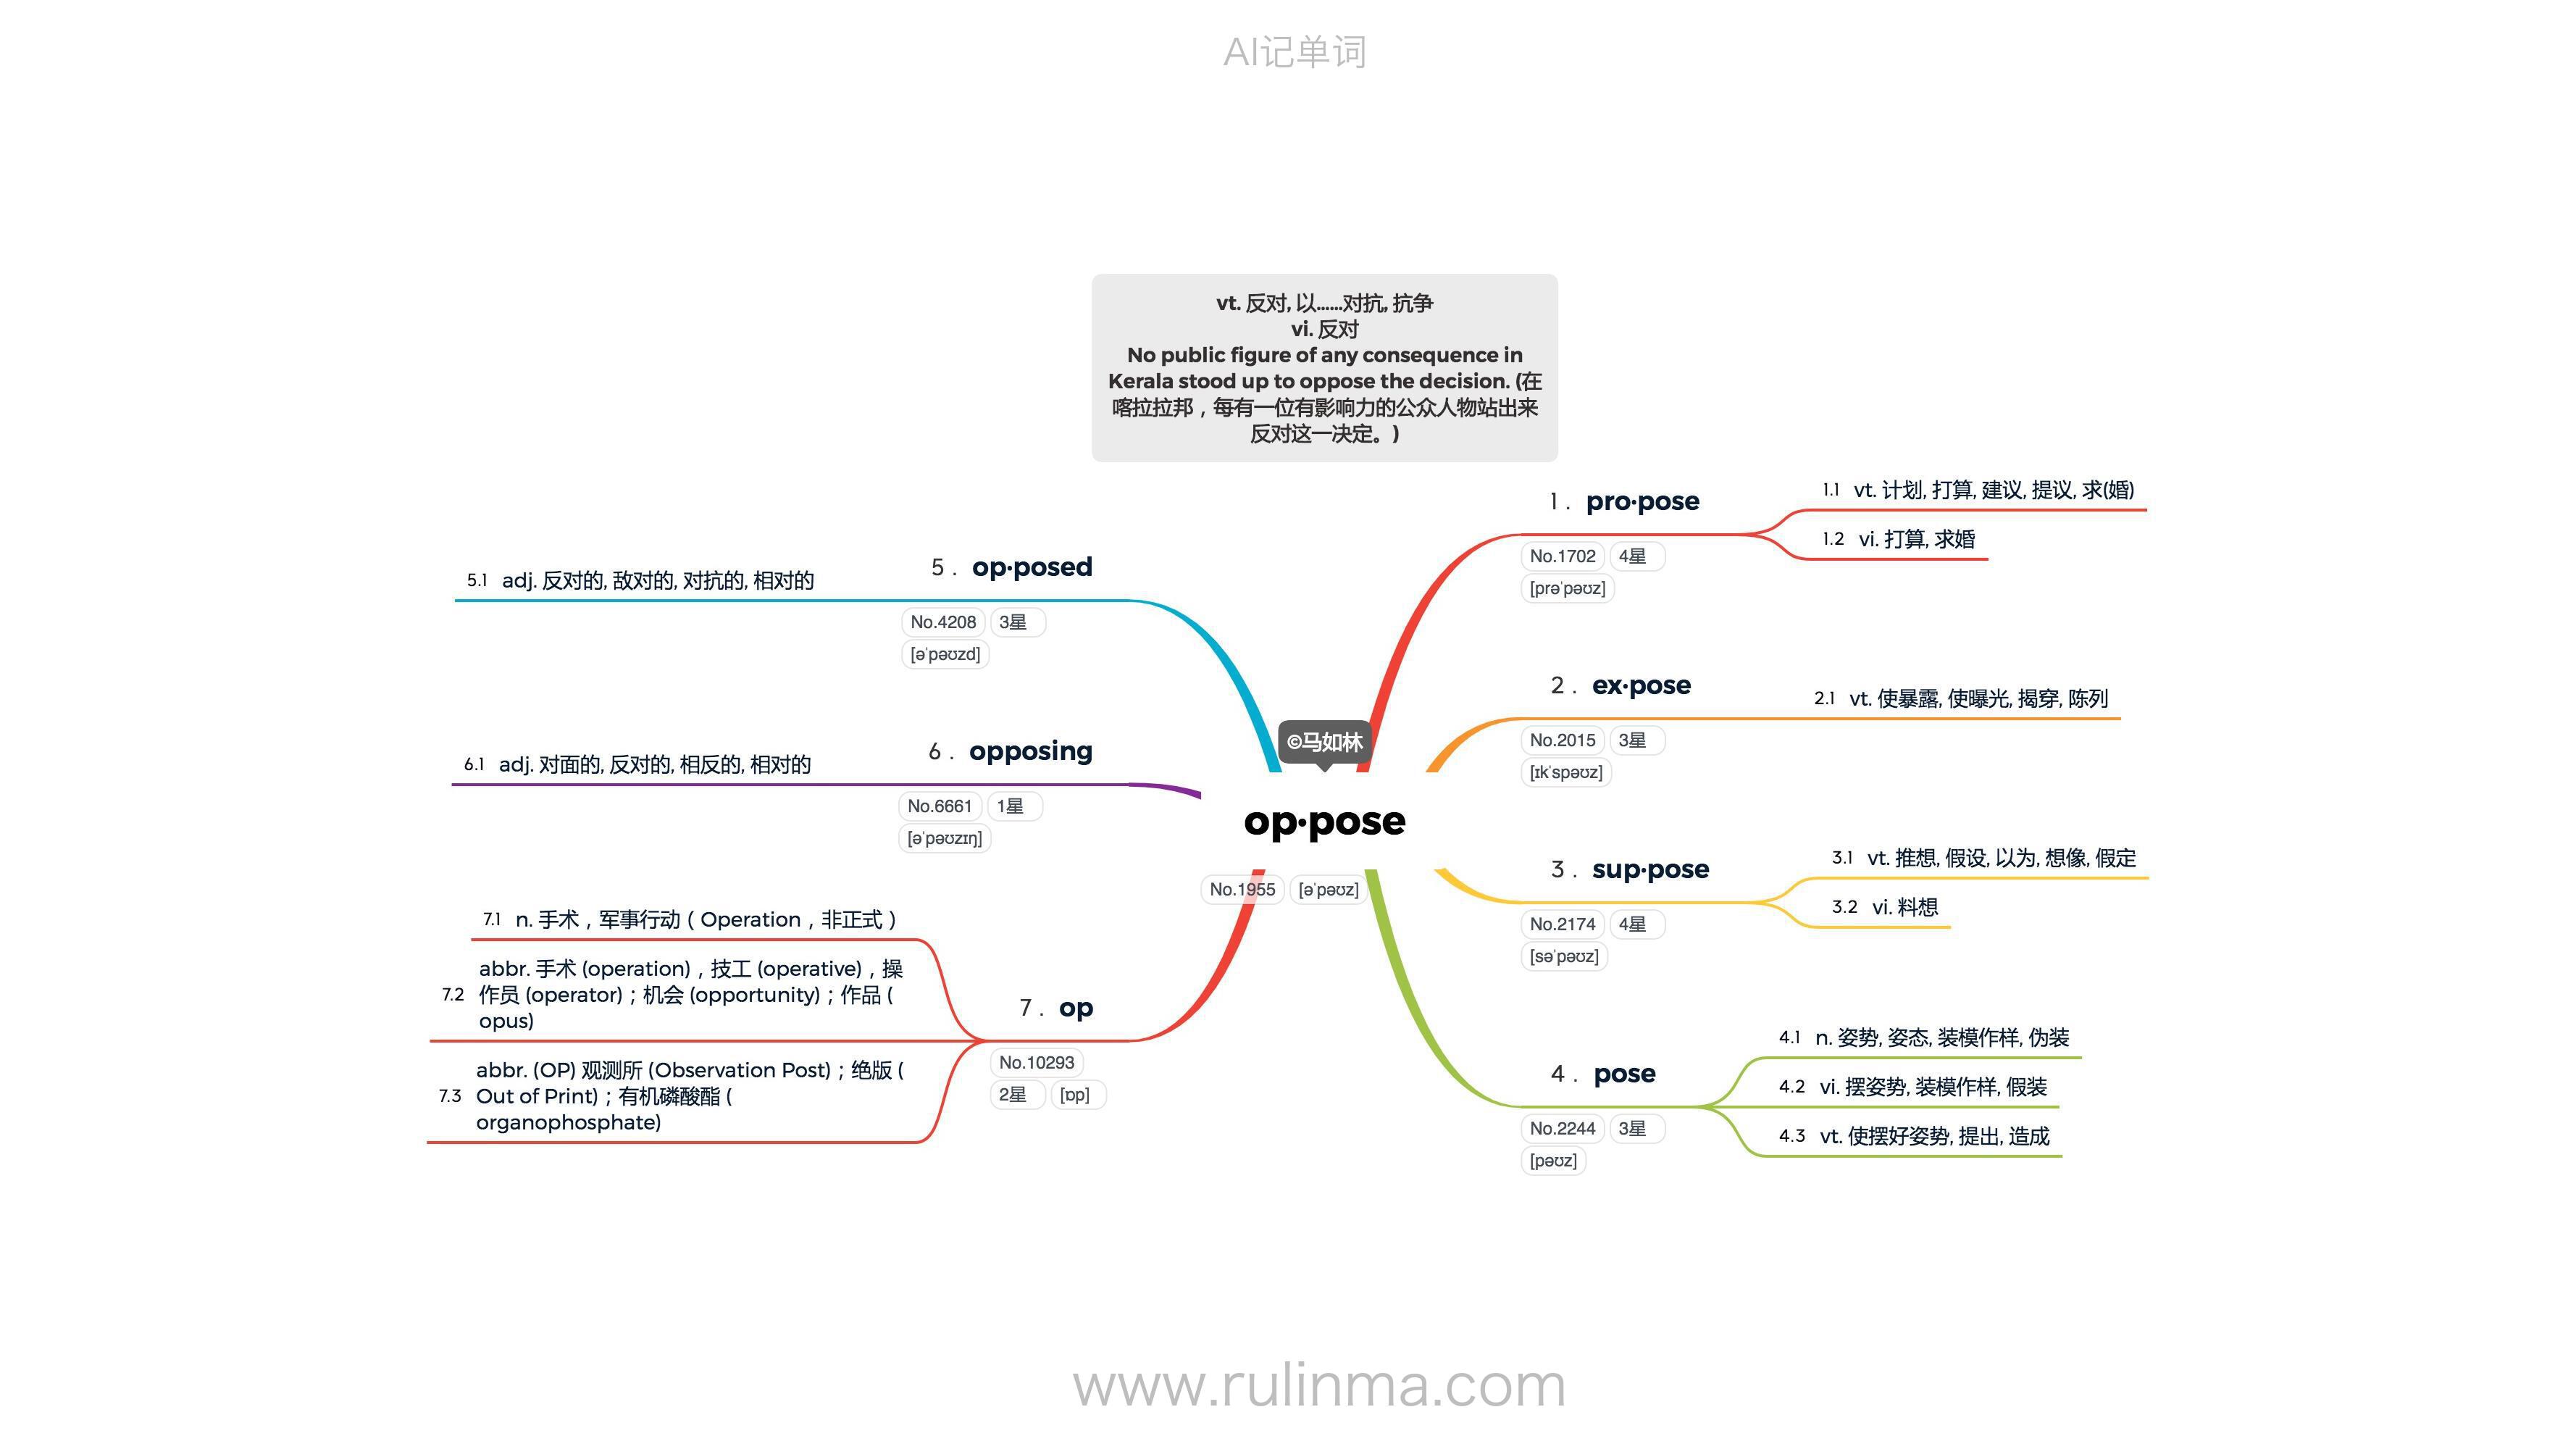 AI记单词
vt. 反对, 以......对抗, 抗争
vi. 反对
No public figure of any consequence in
Kerala stood up to oppose the decision. (在
喀拉拉邦，每有一位有影响力的公众人物站出来
反对这一决定。)
©马如林
op·pose
No.1955 [əˈpəʊz]
1. pro·pose
No.1702 4星
[prəˈpəʊz]
1.1 vt. 计划, 打算, 建议, 提议, 求(婚)
1.2 vi. 打算, 求婚
2. ex·pose
No.2015 3星
[ɪkˈspəʊz]
2.1 vt. 使暴露, 使曝光, 揭穿, 陈列
3. sup·pose
No.2174 4星
[səˈpəʊz]
3.1 vt. 推想, 假设, 以为, 想像, 假定
3.2 vi. 料想
4. pose
No.2244 3星
[pəʊz]
4.1 n. 姿势, 姿态, 装模作样, 伪装
4.2 vi. 摆姿势, 装模作样, 假装
4.3 vt. 使摆好姿势, 提出, 造成
5. op·posed
No.4208 3星
[əˈpəʊzd]
5.1 adj. 反对的, 敌对的, 对抗的, 相对的
6. opposing
No.6661 1星
[əˈpəʊzɪŋ]
6.1 adj. 对面的, 反对的, 相反的, 相对的
7. op
No.10293
2星 [ɒp]
7.1 n. 手术，军事行动（Operation，非正式）
7.2 abbr. 手术 (operation)，技工 (operative)，操
作员 (operator)；机会 (opportunity)；作品 (
opus)
7.3 abbr. (OP) 观测所 (Observation Post)；绝版 (
Out of Print)；有机磷酸酯 (
organophosphate)
www.rulinma.com